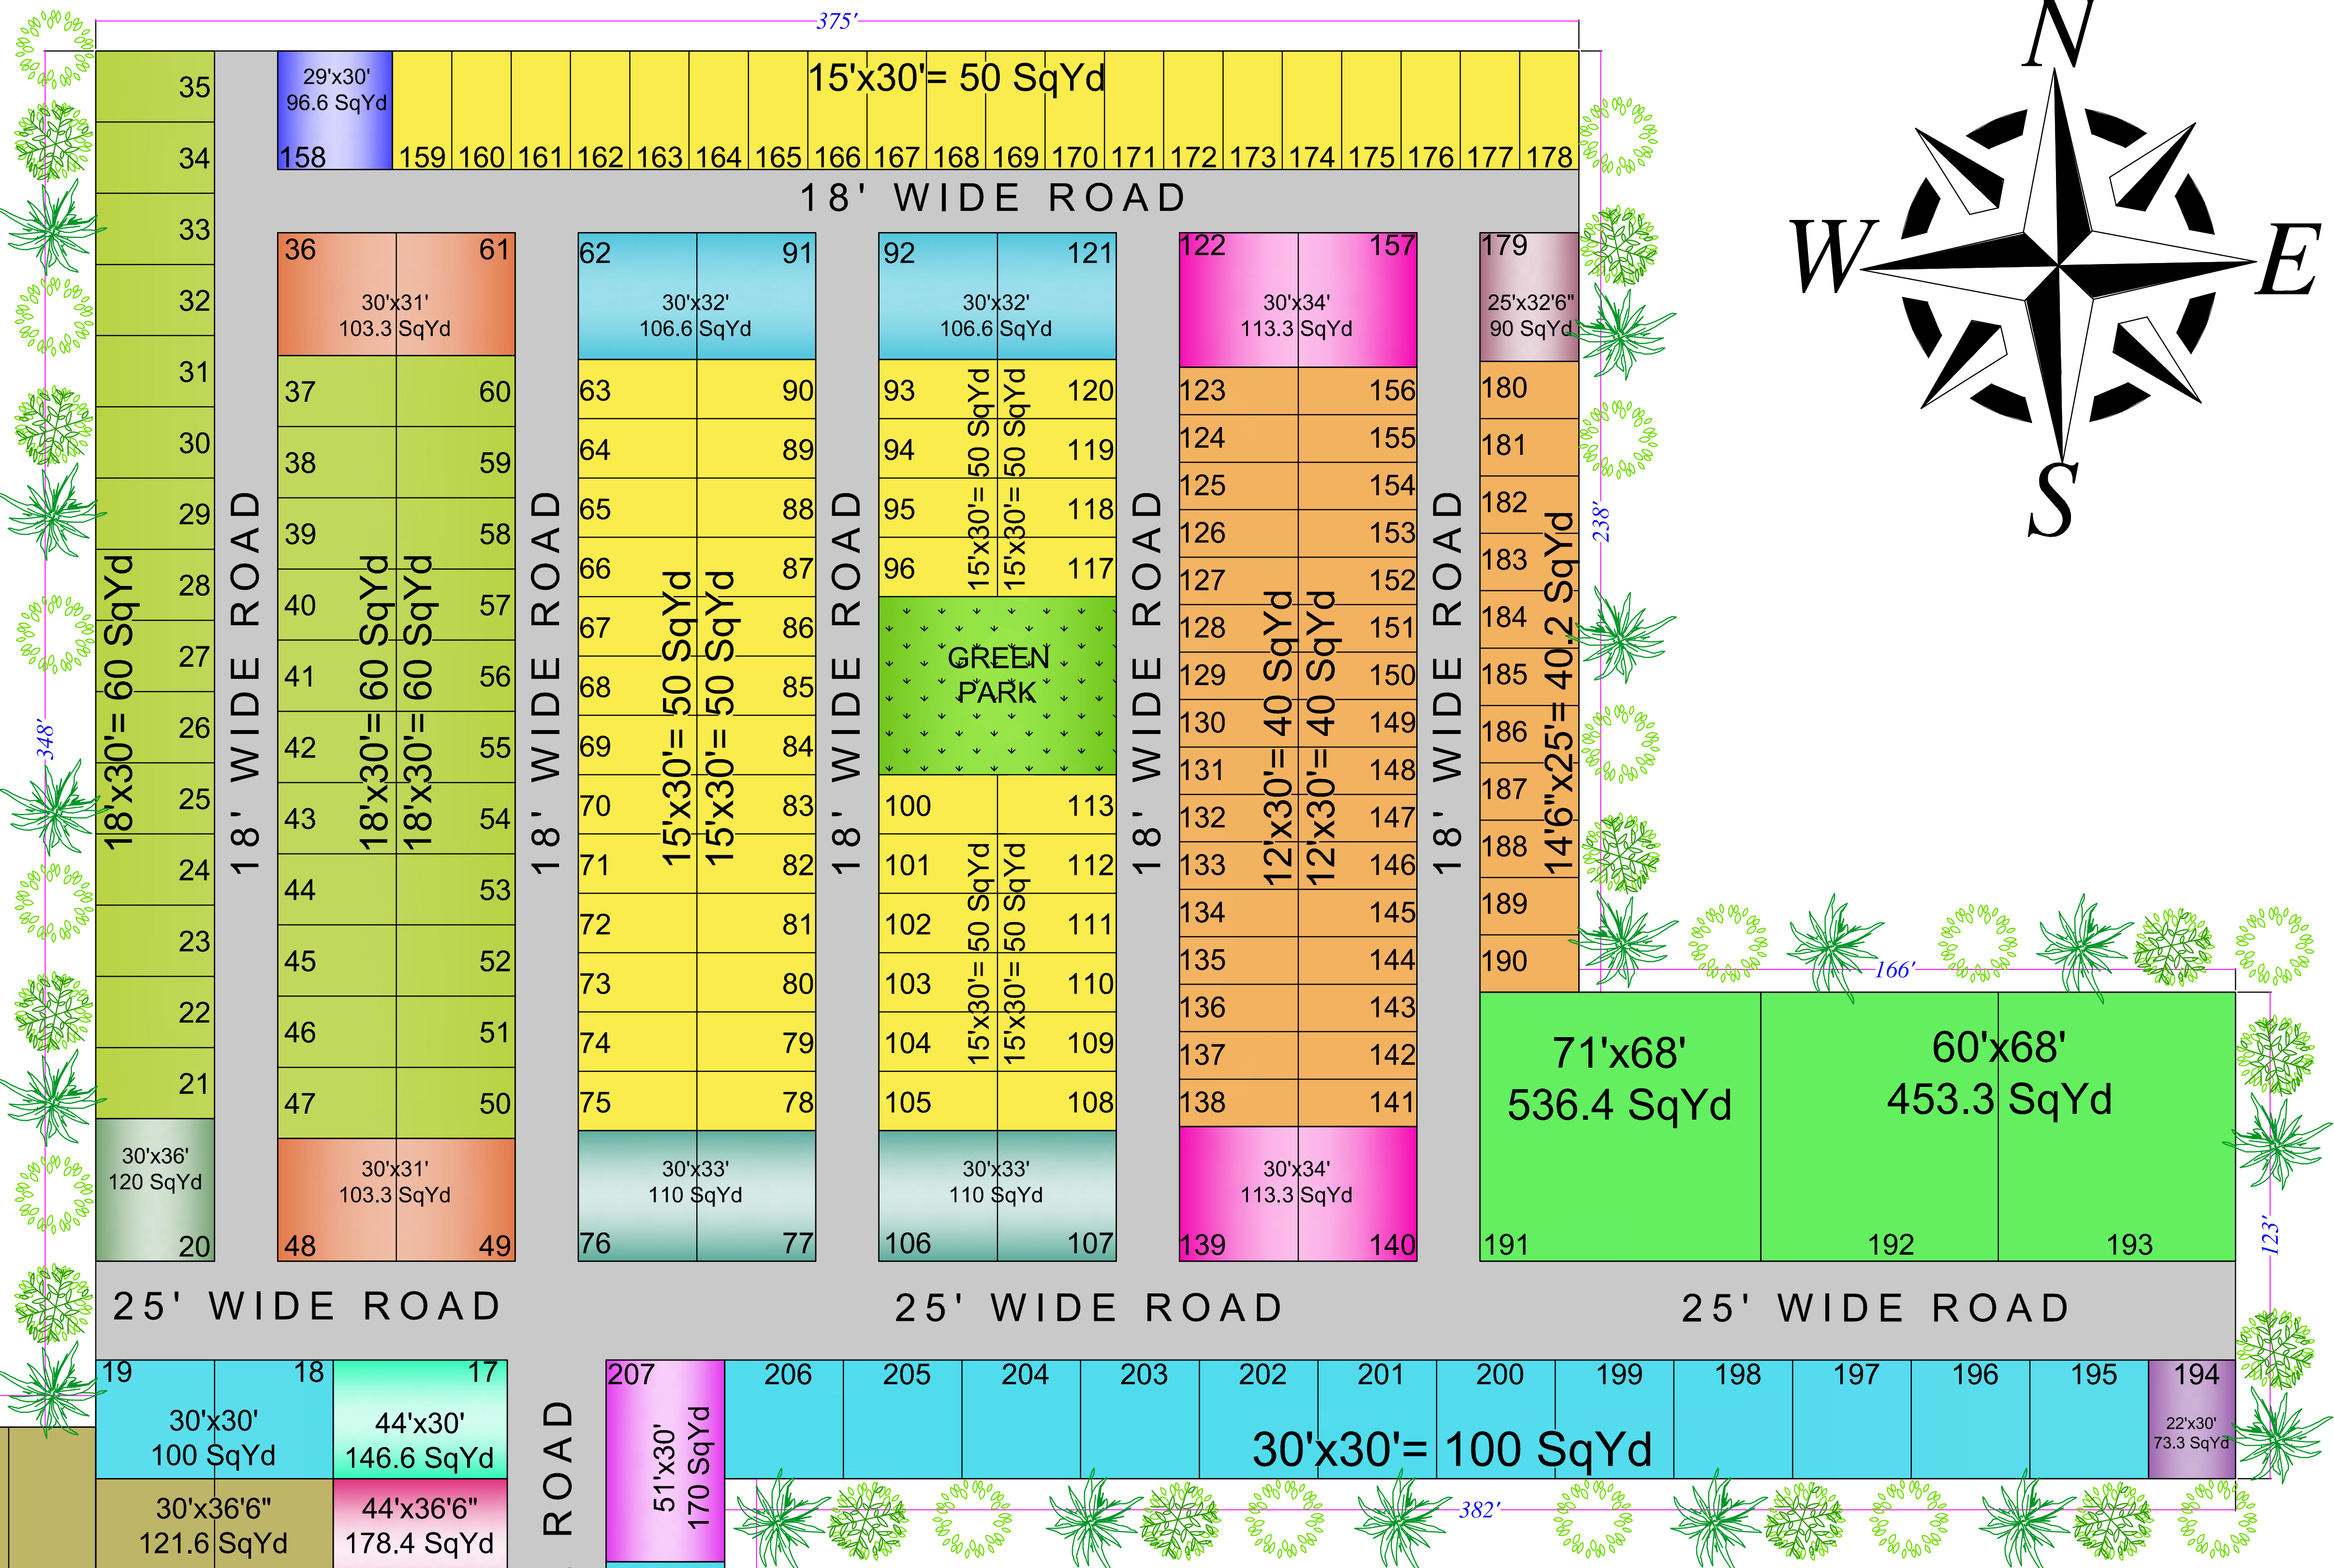 375'
N
W
E
S
35
34
33
32
31
30
29
28
27
26
25
24
23
22
21
18'x30'= 60 SqYd
30'x36'
120 SqYd
20
348'
29'x30'
96.6 SqYd
158
15'x30'= 50 SqYd
159 160 161 162 163 164 165 166 167 168 169 170 171 172 173 174 175 176 177 178
18' WIDE ROAD
18' WIDE ROAD
36 61
30'x31'
103.3 SqYd
37 60
38 59
39 58
40 57
41 56
42 55
43 54
44 53
45 52
46 51
47 50
18'x30'= 60 SqYd
18'x30'= 60 SqYd
30'x31'
103.3 SqYd
48 49
18' WIDE ROAD
62 91
30'x32'
106.6 SqYd
63 90
64 89
65 88
66 87
67 86
68 85
69 84
70 83
71 82
72 81
73 80
74 79
75 78
15'x30'= 50 SqYd
15'x30'= 50 SqYd
30'x33'
110 SqYd
76 77
18' WIDE ROAD
92 121
30'x32'
106.6 SqYd
93 120
94 119
95 118
96 117
15'x30'= 50 SqYd
15'x30'= 50 SqYd
GREEN
PARK
100 113
101 112
102 111
103 110
104 109
105 108
15'x30'= 50 SqYd
15'x30'= 50 SqYd
30'x33'
110 SqYd
106 107
18' WIDE ROAD
122 157
30'x34'
113.3 SqYd
123 156
124 155
125 154
126 153
127 152
128 151
129 150
130 149
131 148
132 147
133 146
134 145
135 144
136 143
137 142
138 141
12'x30'= 40 SqYd
12'x30'= 40 SqYd
30'x34'
113.3 SqYd
139 140
18' WIDE ROAD
179
25'x32'6"
90 SqYd
180
181
182
183
184
185
186
187
188
189
190
14'6"x25'= 40.2 SqYd
238'
166'
71'x68'
536.4 SqYd
191
60'x68'
453.3 SqYd
192 193
123'
25' WIDE ROAD
25' WIDE ROAD
25' WIDE ROAD
19 18
30'x30'
100 SqYd
17
44'x30'
146.6 SqYd
30'x36'6"
121.6 SqYd
44'x36'6"
178.4 SqYd
ROAD
207
51'x30'
170 SqYd
206 205 204 203 202 201 200 199 198 197 196 195
30'x30'= 100 SqYd
194
22'x30'
73.3 SqYd
382'